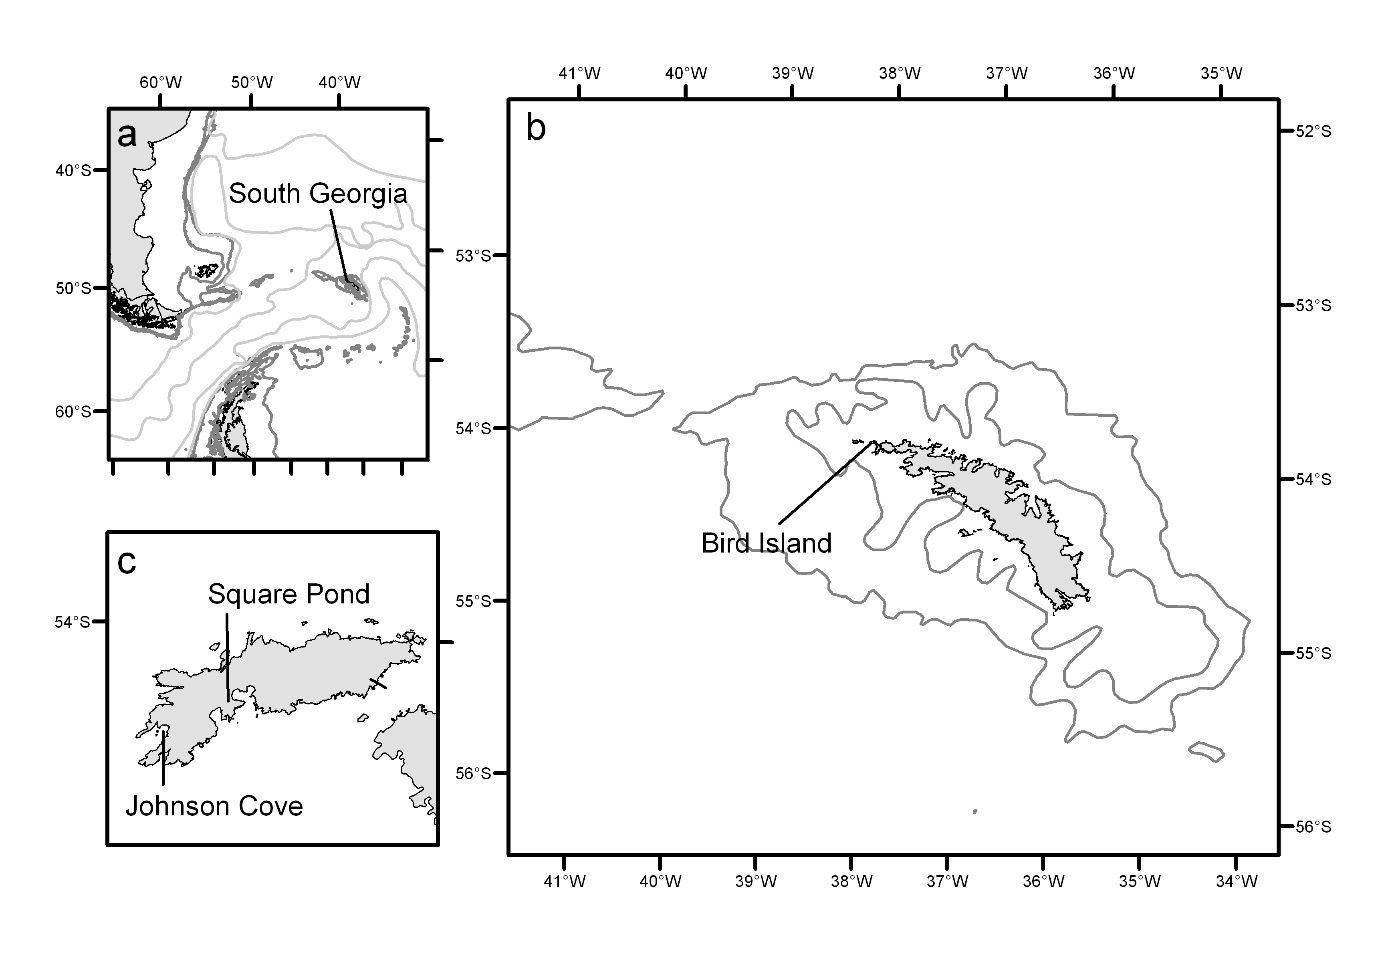 60°W 50°W 40°W
a
South Georgia
40°S
50°S
60°S
41°W 40°W 39°W 38°W 37°W 36°W 35°W
b
52°S
53°S
53°S
54°S
54°S
Bird Island
55°S
55°S
56°S
56°S
41°W 40°W 39°W 38°W 37°W 36°W 35°W 34°W
c
Square Pond
54°S
Johnson Cove